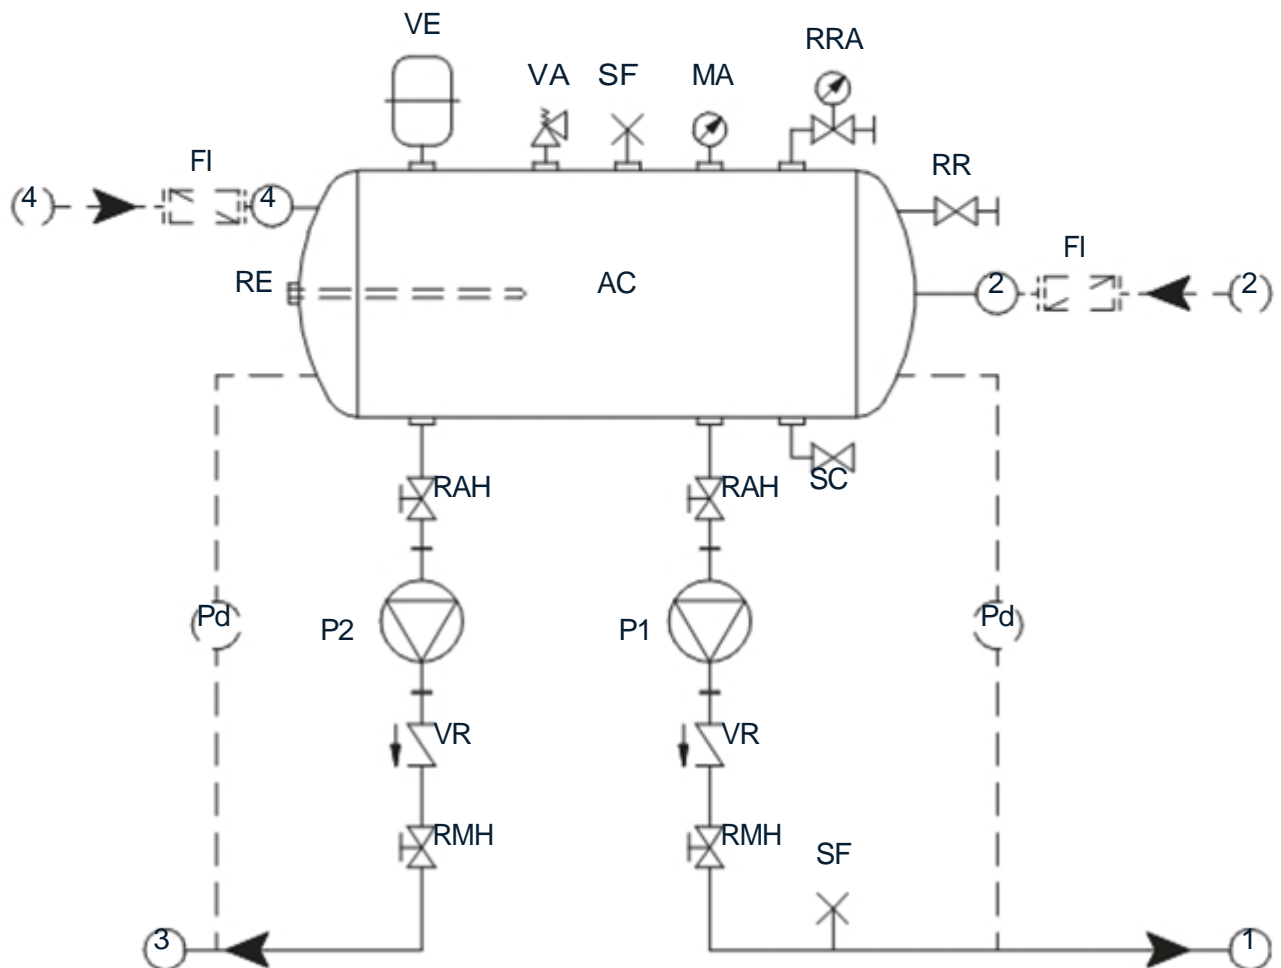 VE
RRA
VA
SF
MA
FI
RR
(4)
4
FI
RE
AC
2
(2)
RAH
RAH
SC
(Pd)
P2
P1
(Pd)
VR
VR
RMH
RMH
SF
3
1